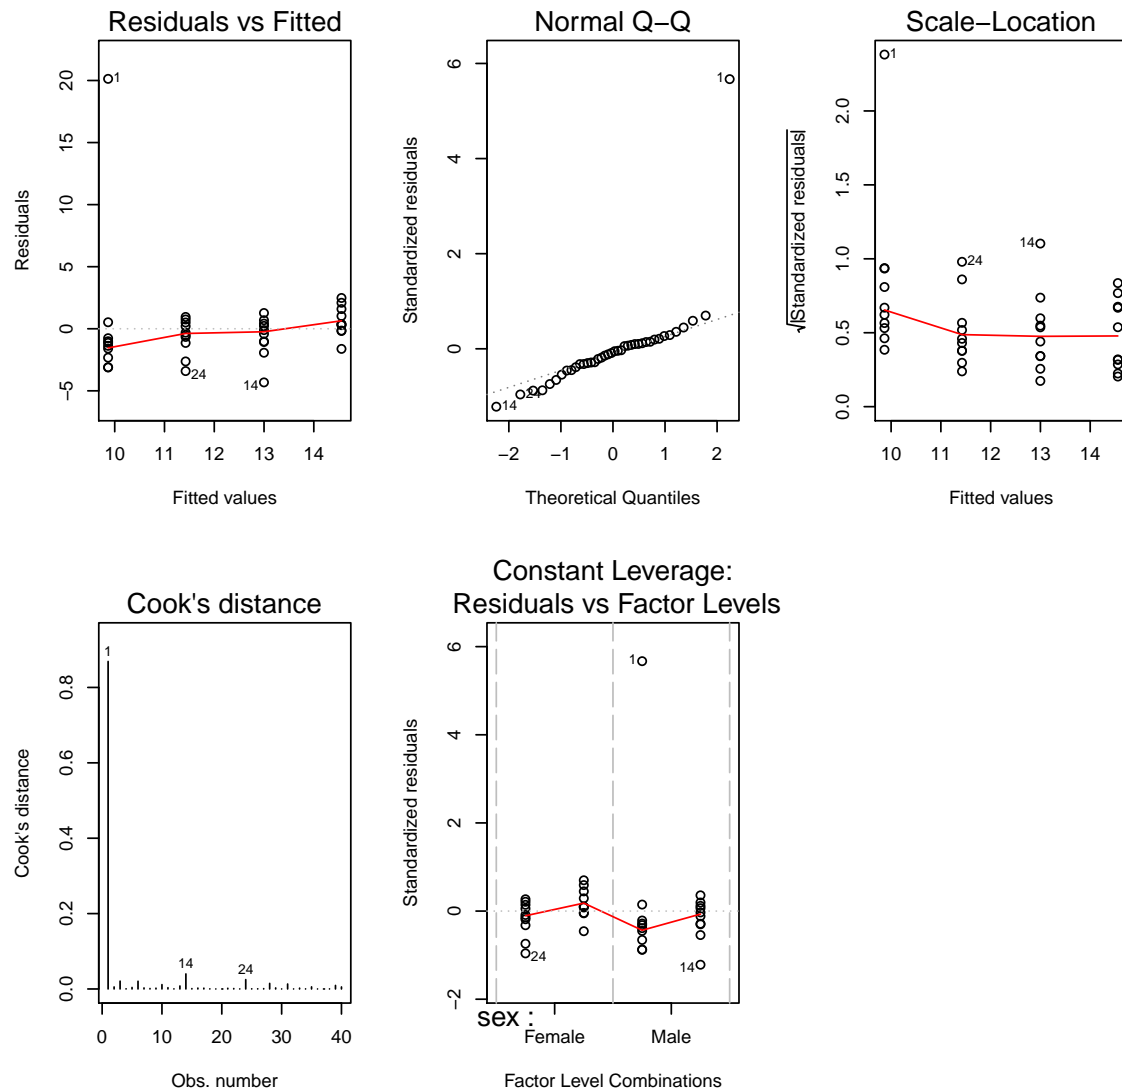 Residuals vs Fitted
Normal Q−Q
Scale−Location
20
15
10
5
0
−5
Residuals
1
24
14
10 11 12 13 14
Fitted values
6
4
2
0
Standardized residuals
1
24
14
−2 −1 0 1 2
Theoretical Quantiles
2.0
1.5
1.0
0.5
0.0
√|Standardized residuals|
1
24
14
10 11 12 13 14
Fitted values
Cook's distance
0.8
0.6
0.4
0.2
0.0
Cook's distance
1
14
24
0 10 20 30 40
Obs. number
Constant Leverage:
Residuals vs Factor Levels
6
4
2
0
−2
Standardized residuals
1
24
14
sex :
Female Male
Factor Level Combinations